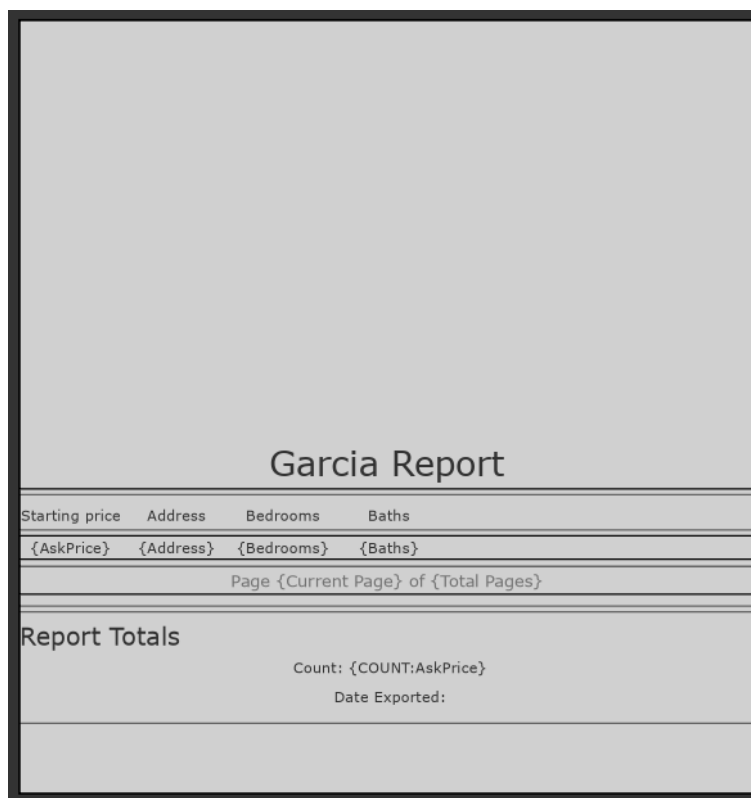 Garcia Report
Starting price Address Bedrooms Baths
{AskPrice} {Address} {Bedrooms} {Baths}
Page {Current Page} of {Total Pages}
Report Totals
Count: {COUNT:AskPrice}
Date Exported: